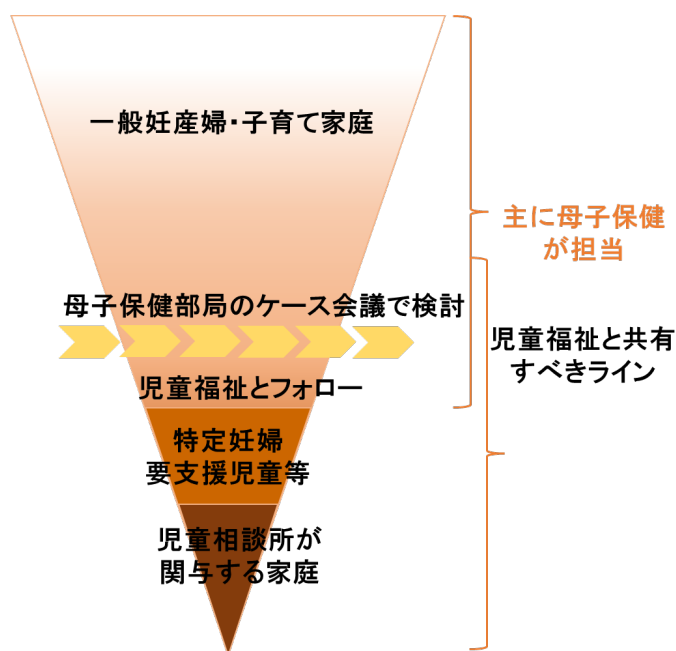 一般妊産婦・子育て家庭
主に母子保健
が担当
母子保健部局のケース会議で検討
児童福祉と共有
すべきライン
児童福祉とフォロー
特定妊婦
要支援児童等
児童相談所が
関与する家庭